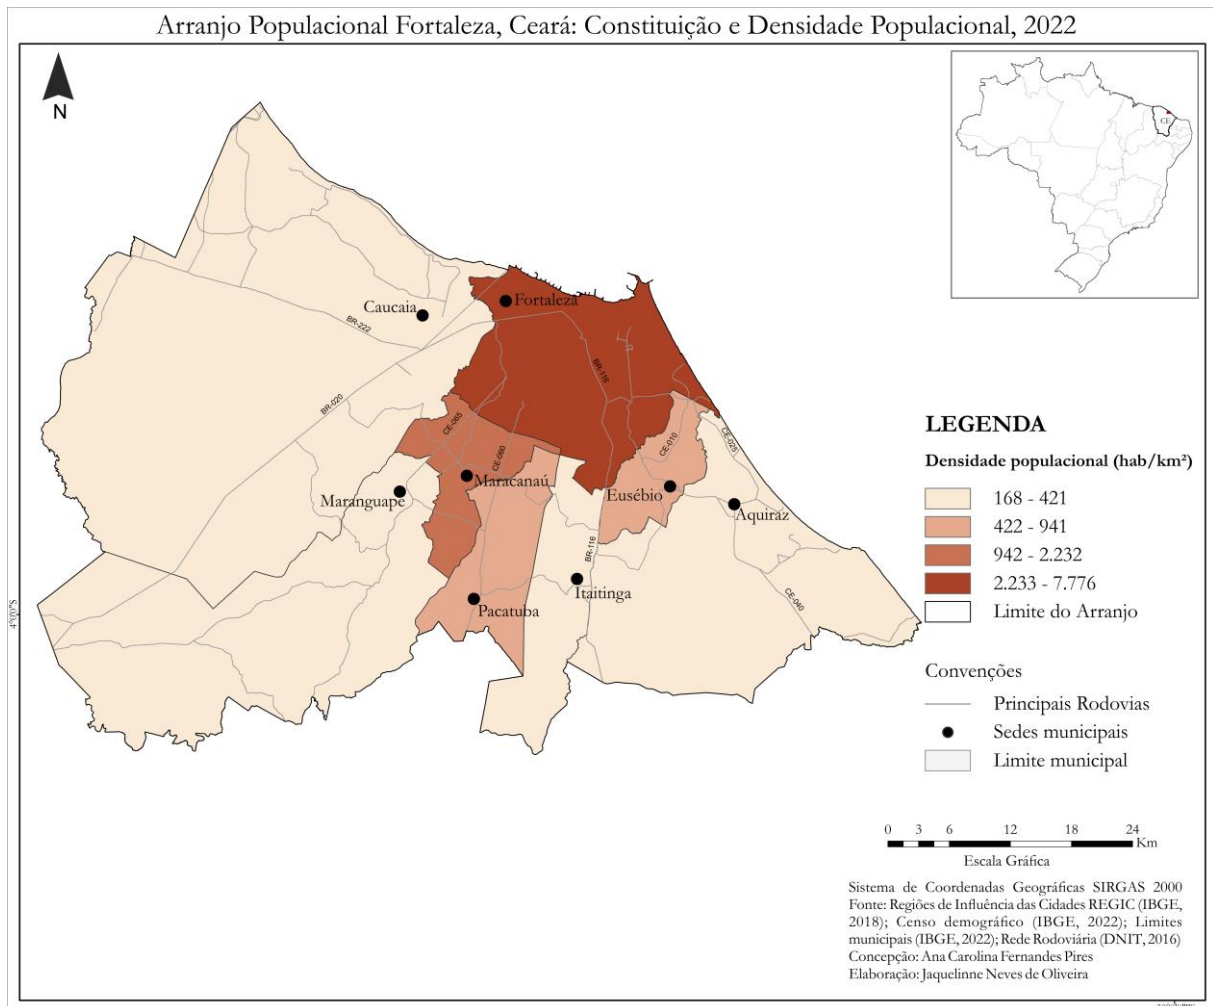 Arranjo Populacional Fortaleza, Ceará: Constituição e Densidade Populacional, 2022
N
CE
Caucaia
Fortaleza
BR-222
BR-116
BR-020
CE-065
CE-060
CE-010
CE-025
Maracanaú
Maranguape
Eusébio
Aquiraz
BR-116
Itaitinga
Pacatuba
CE-040
4°0'0"S
LEGENDA
Densidade populacional (hab/km²)
168 - 421
422 - 941
942 - 2.232
2.233 - 7.776
Limite do Arranjo
Convenções
Principais Rodovias
Sedes municipais
Limite municipal
0 3 6 12 18 24
Km
Escala Gráfica
Sistema de Coordenadas Geográficas SIRGAS 2000
Fonte: Regiões de Influência das Cidades REGIC (IBGE,
2018); Censo demográfico (IBGE, 2022); Limites
municipais (IBGE, 2022); Rede Rodoviária (DNIT, 2016)
Concepção: Ana Carolina Fernandes Pires
Elaboração: Jaquelinne Neves de Oliveira